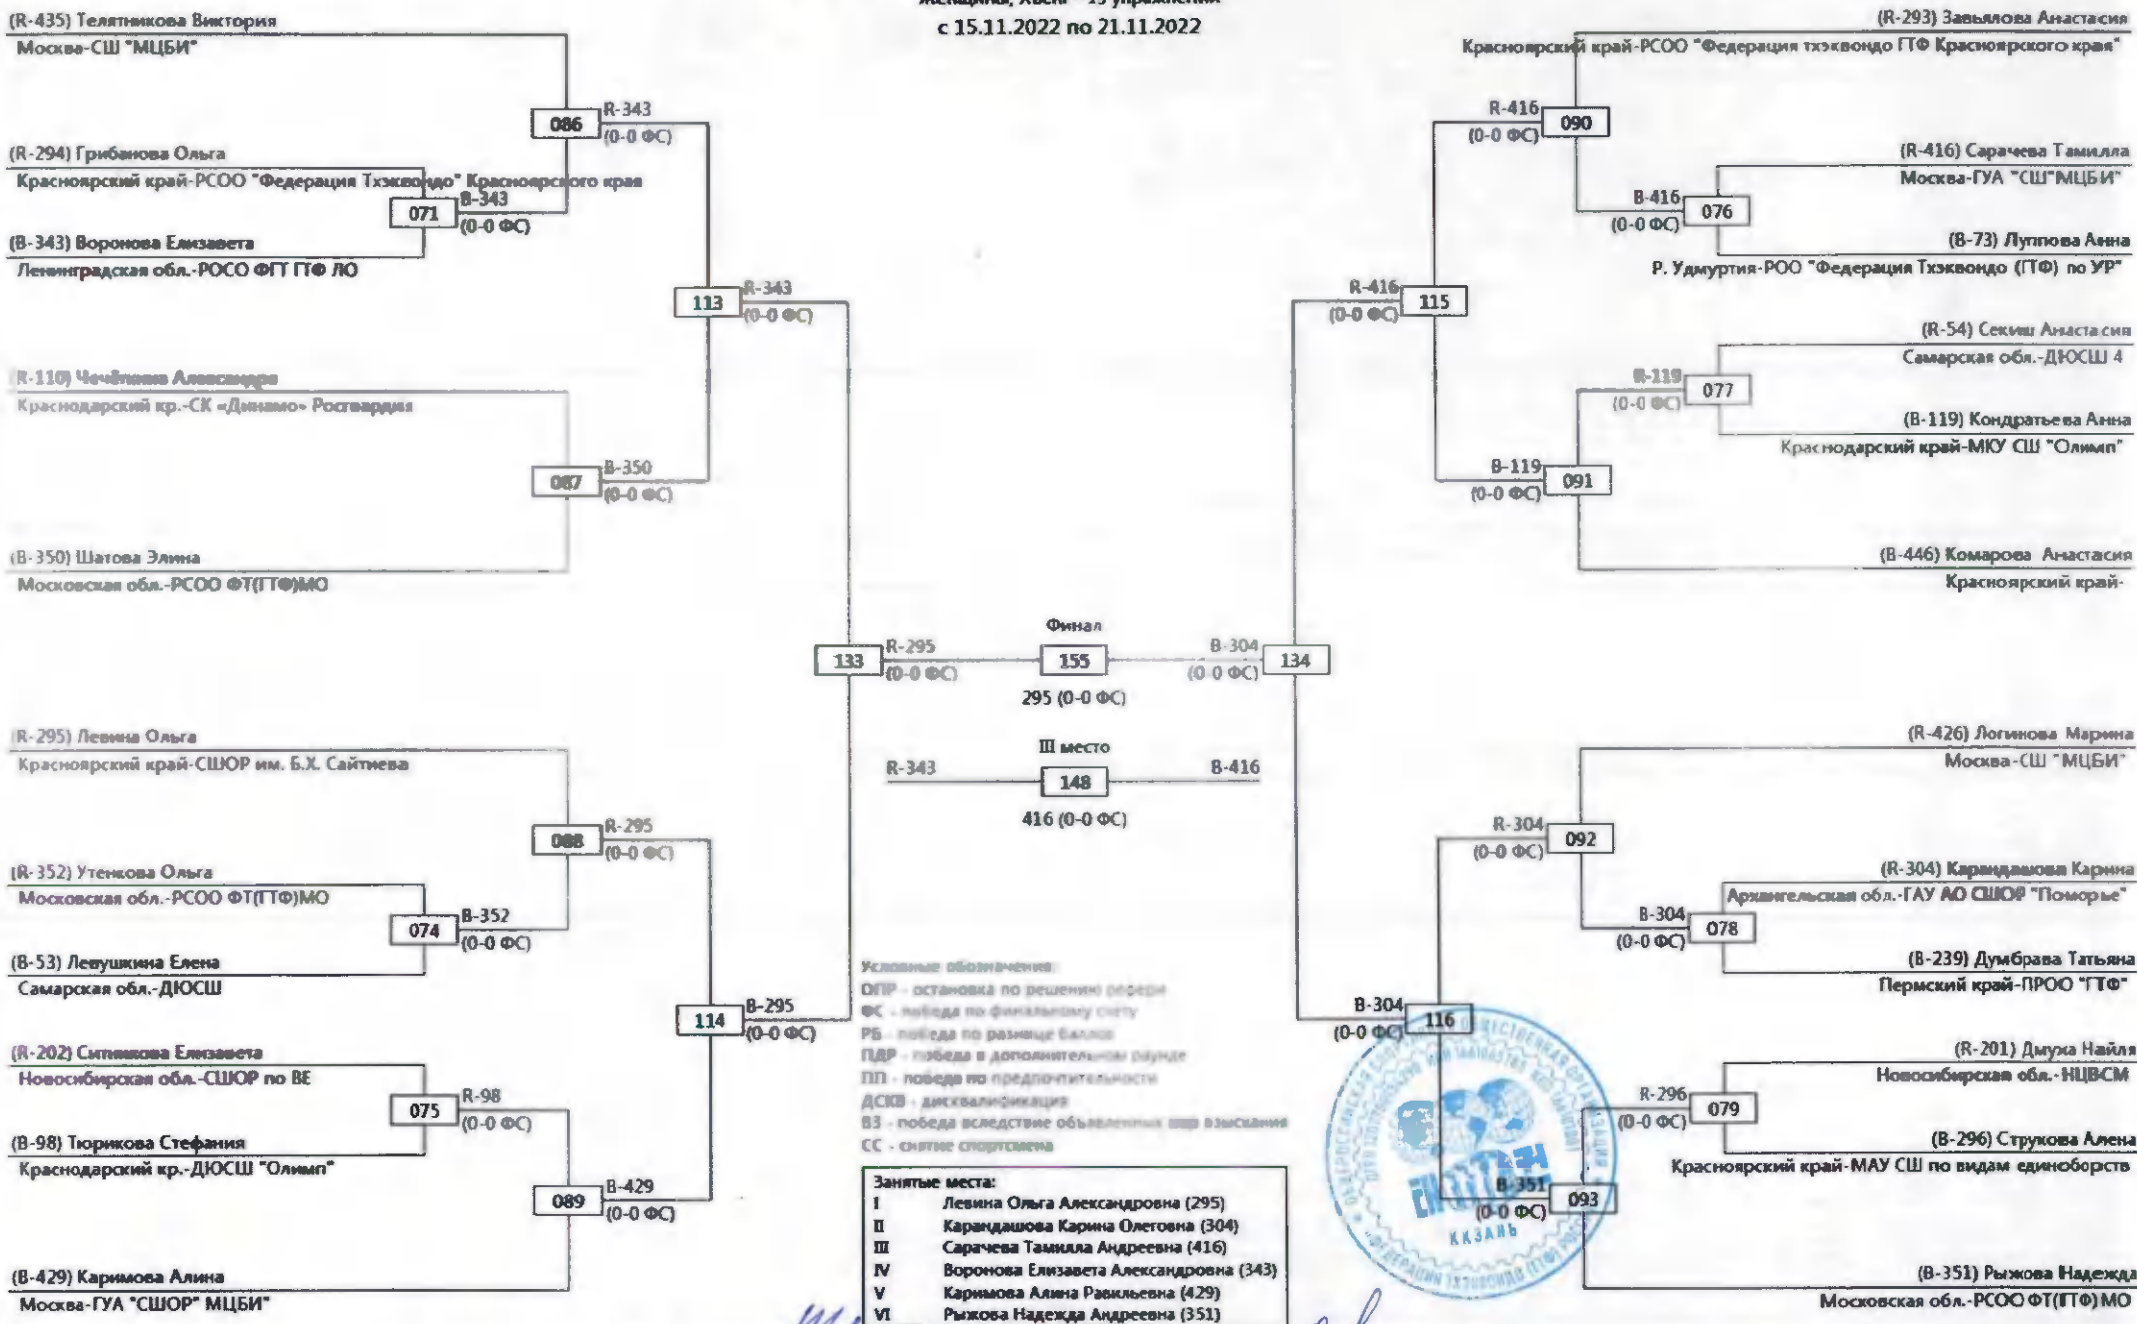 с 15.11.2022 по 21.11.2022
(R-435) Телятникова Виктория
Москва-СШ "МЦБИ"
086
R-343
(0-0 ФС)
(R-294) Грибанова Ольга
Красноярский край-РСОО "Федерация Тхэквондо" Красноярского края
071
B-343
(0-0 ФС)
(B-343) Воронова Елизавета
Ленинградская обл.-РОСО ФГТ ГТФ ЛО
113
R-343
(0-0 ФС)
(R-110) Александра
Краснодарский кр.-СК «Динамо» Росгвардия
087
B-350
(0-0 ФС)
(B-350) Шатова Элина
Московская обл.-РСОО ФТ(ГТФ)МО
133
R-295
(0-0 ФС)
(R-295) Левина Ольга
Красноярский край-СШОР им. Б.Х. Сайтиева
088
R-295
(0-0 ФС)
(R-352) Утенкова Ольга
Московская обл.-РСОО ФТ(ГТФ)МО
074
B-352
(0-0 ФС)
(B-53) Левушкина Елена
Самарская обл.-ДЮСШ
114
B-295
(0-0 ФС)
(R-202) Ситникова Елизавета
Новосибирская обл.-СШОР по ВЕ
075
R-98
(0-0 ФС)
(B-98) Тюрикова Стефания
Краснодарский кр.-ДЮСШ "Олимп"
089
B-429
(0-0 ФС)
(B-429) Каримова Алина
Москва-ГУА "СШОР" МЦБИ"
Финал
155
295 (0-0 ФС)
III место
R-343
148
B-416
416 (0-0 ФС)
(R-293) Завьялова Анастасия
Красноярский край-РСОО "Федерация тхэквондо ГТФ Красноярского края"
R-416
(0-0 ФС)
090
(R-416) Сарачева Тамилла
Москва-ГУА "СШ"МЦБИ"
B-416
(0-0 ФС)
076
(B-73) Луппова Анна
Р. Удмуртия-РОО "Федерация Тхэквондо (ГТФ) по УР"
R-416
(0-0 ФС)
115
(R-54) Секиш Анастасия
Самарская обл.-ДЮСШ 4
R-119
(0-0 ФС)
077
(B-119) Кондратьева Анна
Краснодарский край-МКУ СШ "Олимп"
B-119
(0-0 ФС)
091
(B-446) Комарова Анастасия
Красноярский край-
B-304
(0-0 ФС)
134
(R-426) Логинова Марина
Москва-СШ "МЦБИ"
R-304
(0-0 ФС)
092
(R-304) Карандашова Карина
Архангельская обл.-ГАУ АО СШОР "Поморье"
B-304
(0-0 ФС)
078
(B-239) Думбрава Татьяна
Пермский край-ПРОО "ГТФ"
B-304
(0-0 ФС)
116
(R-201) Дмуха Найля
Новосибирская обл.-НЦВСМ
R-296
(0-0 ФС)
079
(B-296) Струкова Алена
Красноярский край-МАУ СШ по видам единоборств
B-351
(0-0 ФС)
093
(B-351) Рыжова Надежда
Московская обл.-РСОО ФТ(ГТФ) МО
Условные обозначения:
ОПР - остановка по решению рефери
ФС - победа по финальному счету
РБ - победа по разнице баллов
ПДР - победа в дополнительном раунде
ПП - победа по предпочтительности
ДСКВ - дисквалификация
ВЗ - победа вследствие объявленных взыскания
СС - снятие спортсмена
Занятые места:
I Левина Ольга Александровна (295)
II Карандашова Карина Олеговна (304)
III Сарачева Тамилла Андреевна (416)
IV Воронова Елизавета Александровна (343)
V Каримова Алина Равильевна (429)
VI Рыжова Надежда Андреевна (351)
КАЗАНЬ